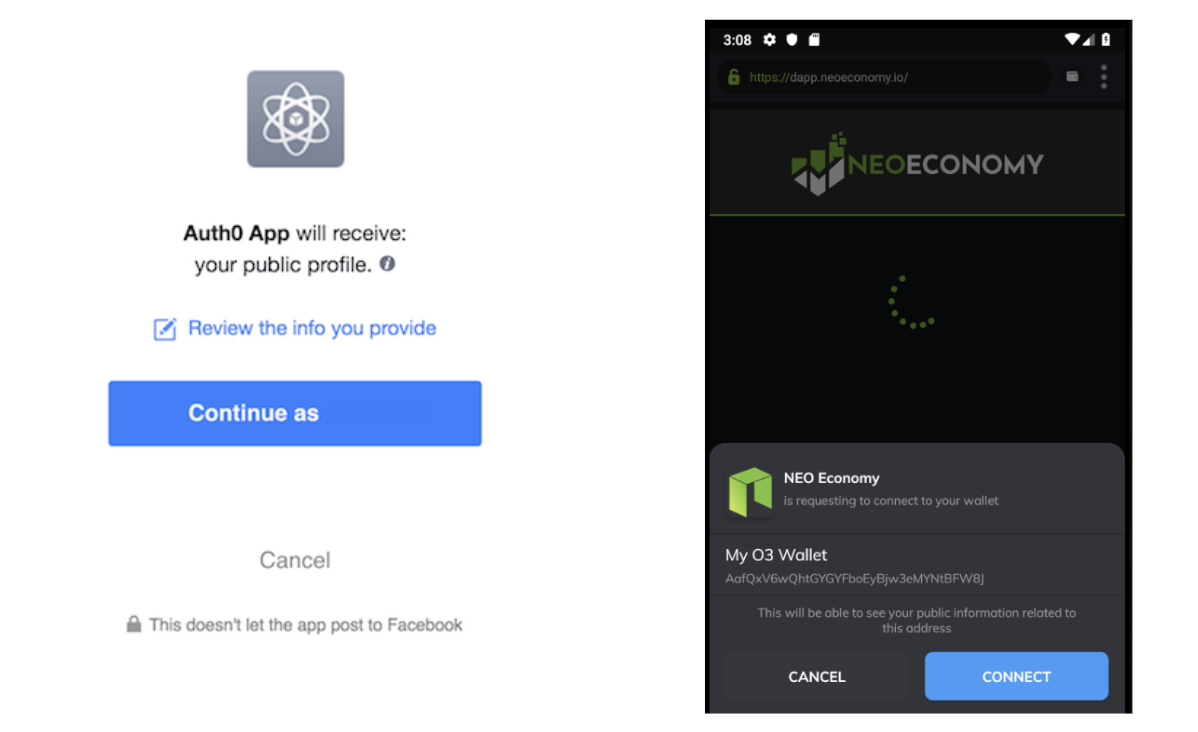 Auth0 App will receive:
your public profile.
Review the info you provide
Continue as
Cancel
This doesn't let the app post to Facebook
3:08
https://dapp.neoeconomy.io/
NEOECONOMY
NEO Economy
is requesting to connect to your wallet
My O3 Wallet
AafQxV6wQhtGYGYFboEyBjw3eMYNtBFW8J
This will be able to see your public information related to
this address
CANCEL
CONNECT